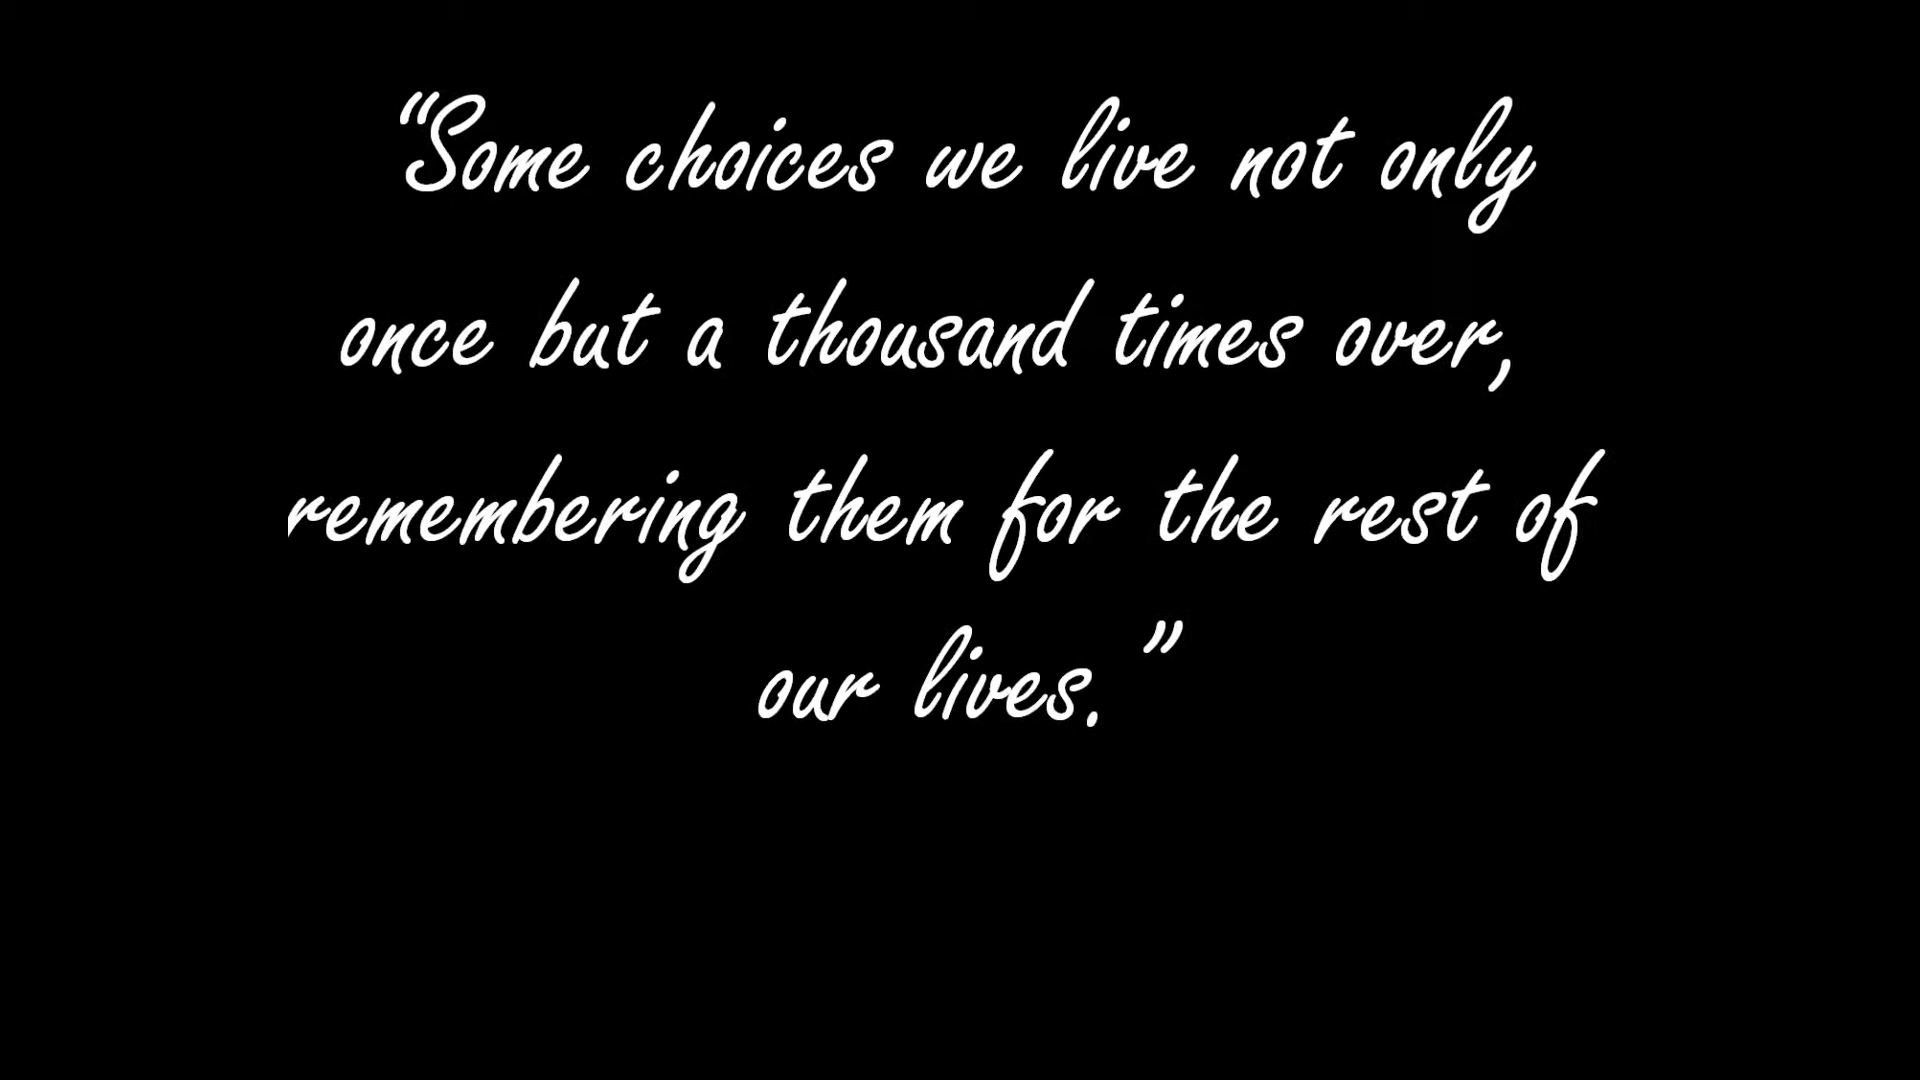 “Some choices we live not only
once but a thousand times over,
remembering them for the rest of
our lives.”